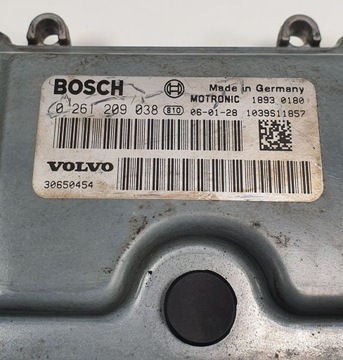 BOSCH Made in Germany
MOTRONIC 1893 0180
0 261 209 038 810 06-01-28 1039S11857
VOLVO
30650454